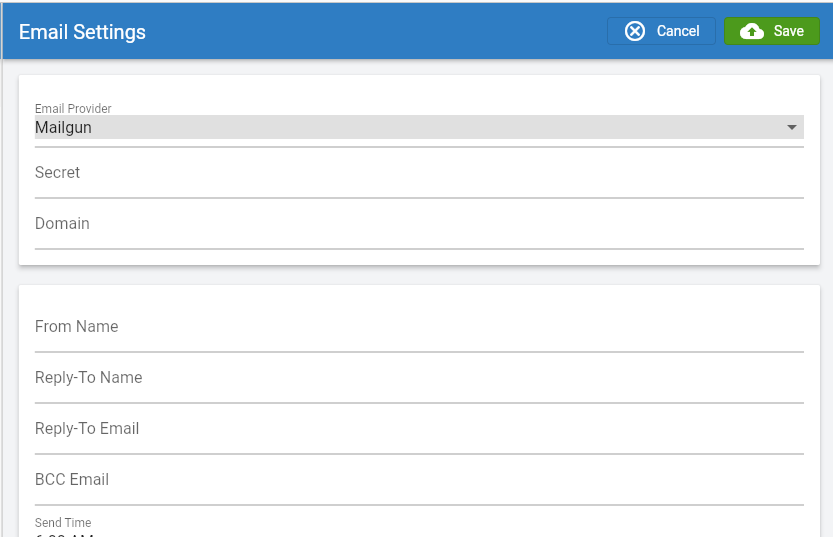 Email Settings
Cancel
Save
Email Provider
Mailgun
Secret
Domain
From Name
Reply-To Name
Reply-To Email
BCC Email
Send Time